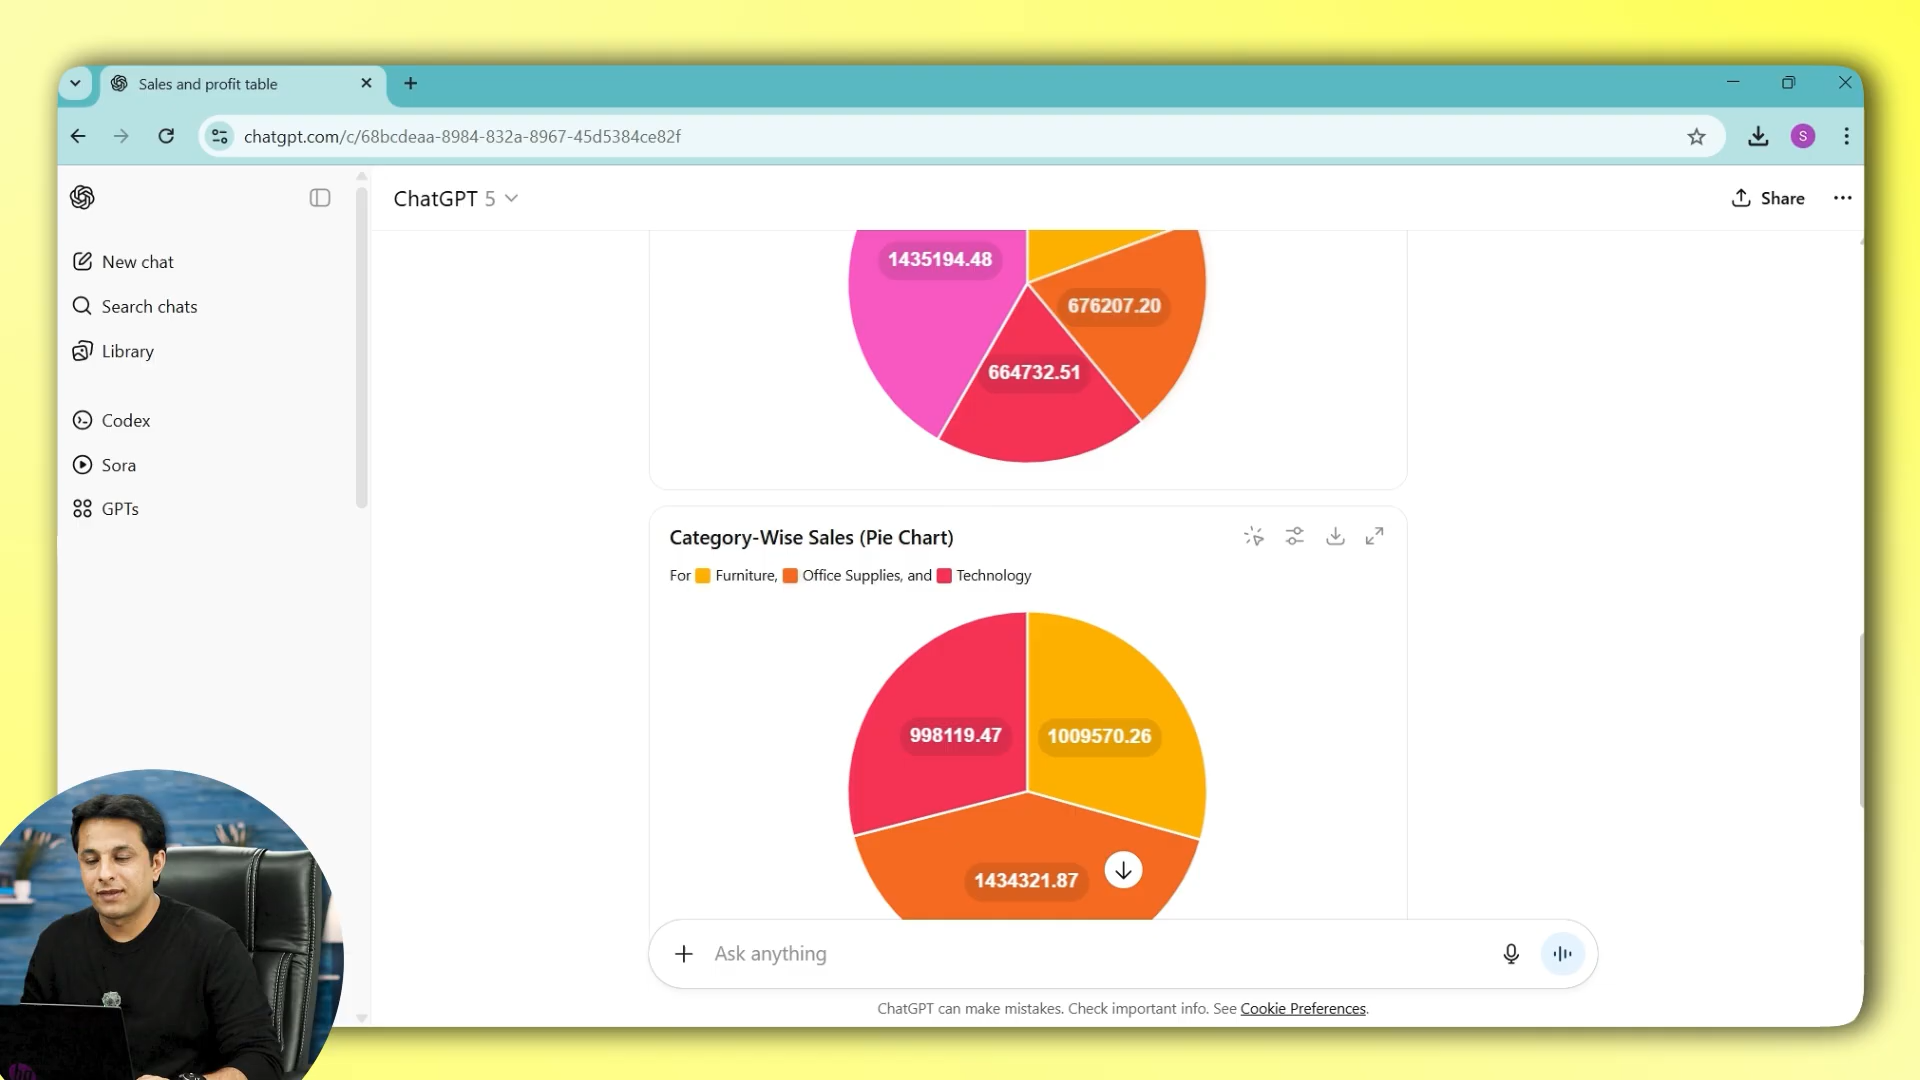 Sales and profit table
chatgpt.com/c/68bcdeaa-8984-832a-8967-45d5384ce82f
S
ChatGPT 5
Share
New chat
Search chats
Library
Codex
Sora
GPTs
1435194.48
676207.20
664732.51
Category-Wise Sales (Pie Chart)
For Furniture, Office Supplies, and Technology
998119.47
1009570.26
1434321.87
Ask anything
ChatGPT can make mistakes. Check important info. See Cookie Preferences.
hp